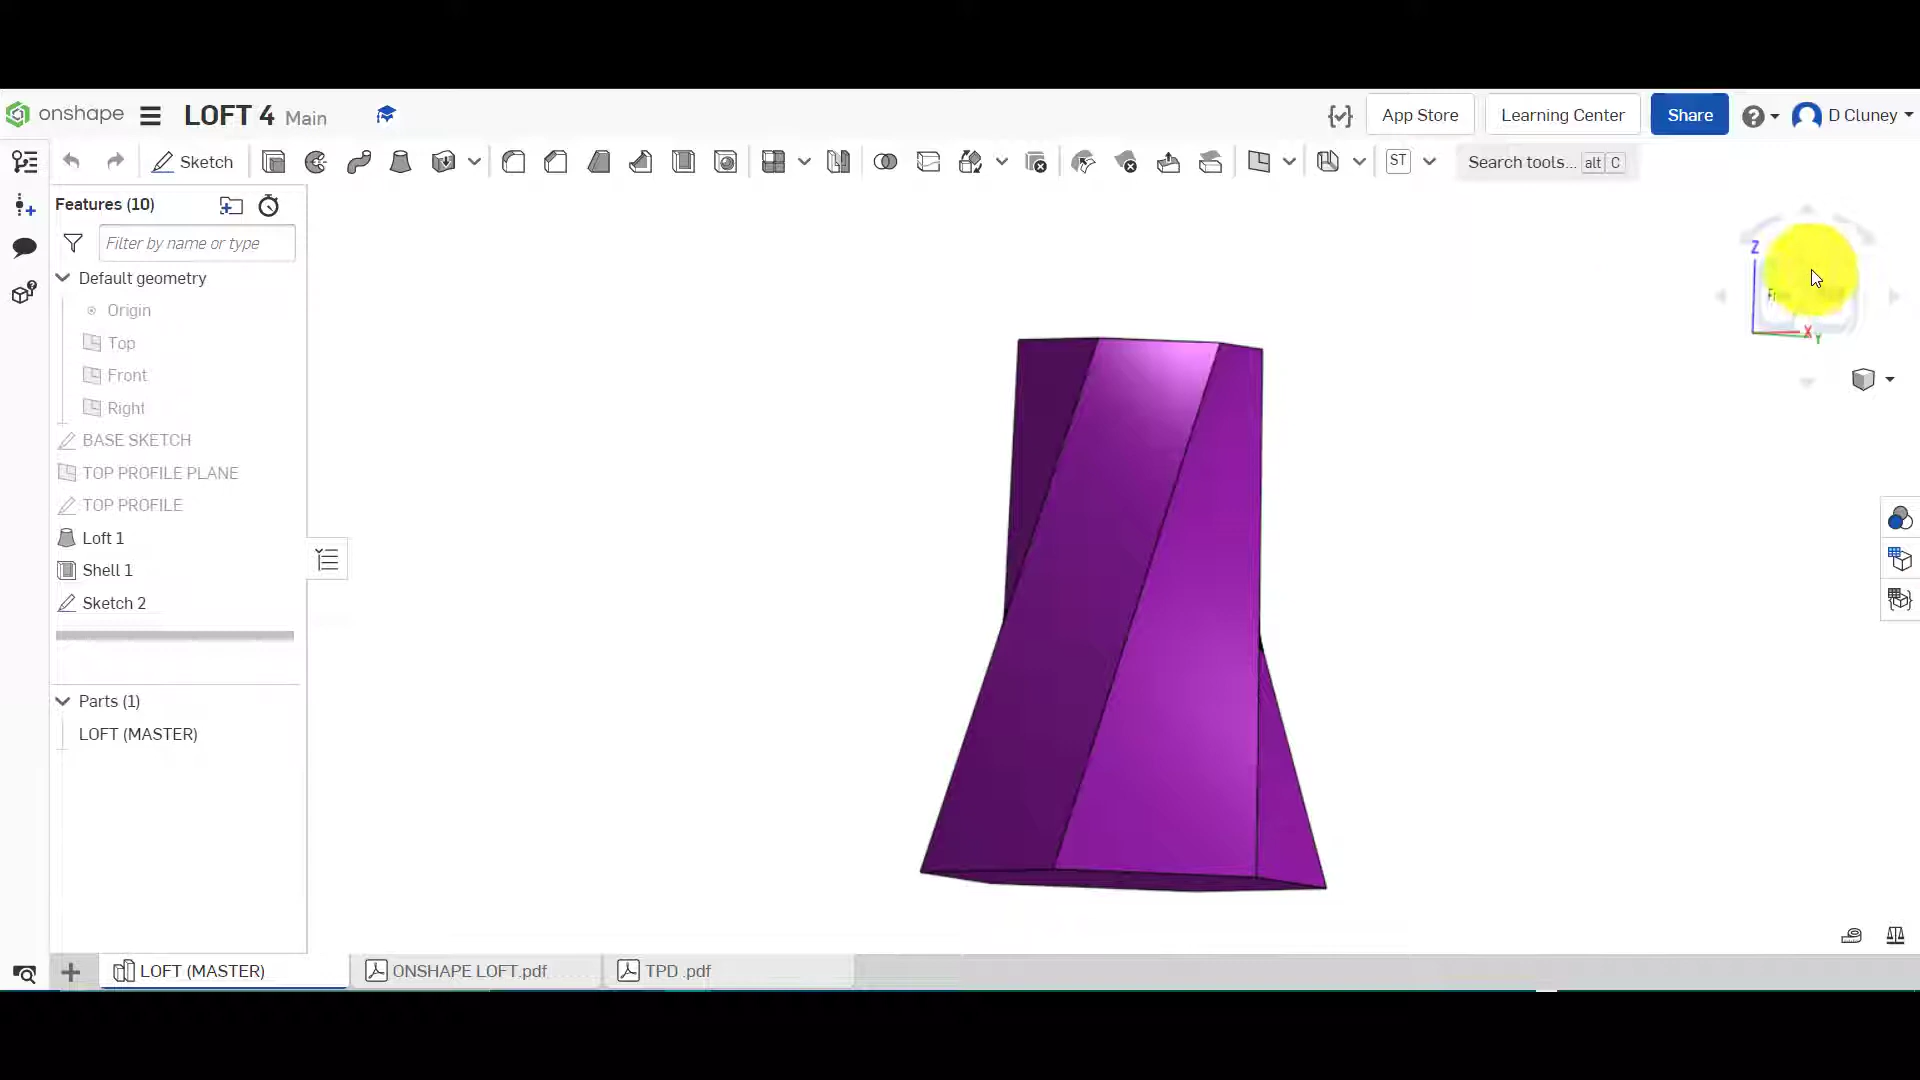 onshape
LOFT 4 Main
App Store
Learning Center
Share
D Cluney
Sketch
ST
Search tools... alt C
Features (10)
Filter by name or type
Default geometry
Origin
Top
Front
Right
BASE SKETCH
TOP PROFILE PLANE
TOP PROFILE
Loft 1
Shell 1
Sketch 2
Parts (1)
LOFT (MASTER)
Z
X
Y
LOFT (MASTER)
ONSHAPE LOFT.pdf
TPD .pdf